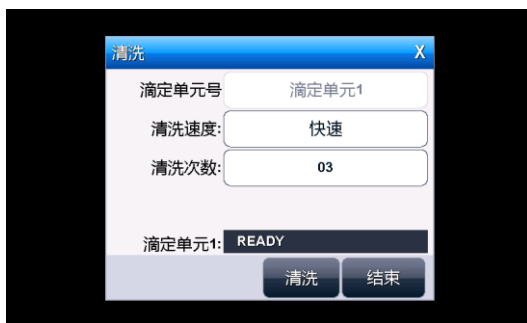 清洗 X
滴定单元号 滴定单元1
清洗速度: 快速
清洗次数: 03
滴定单元1: READY
清洗 结束